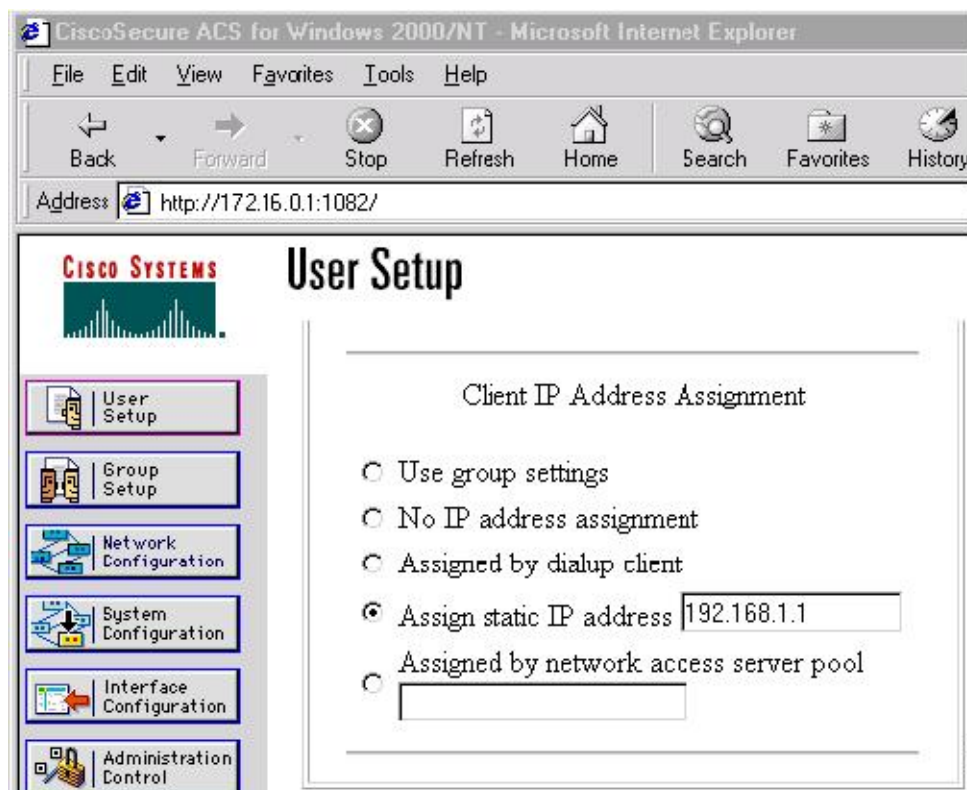 CiscoSecure ACS for Windows 2000/NT - Microsoft Internet Explorer
File Edit View Favorites Tools Help
Back Forward Stop Refresh Home Search Favorites History
Address http://172.16.0.1:1082/
CISCO SYSTEMS
User Setup
User
Setup
Group
Setup
Network
Configuration
System
Configuration
Interface
Configuration
Administration
Control
Client IP Address Assignment
Use group settings
No IP address assignment
Assigned by dialup client
Assign static IP address 192.168.1.1
Assigned by network access server pool